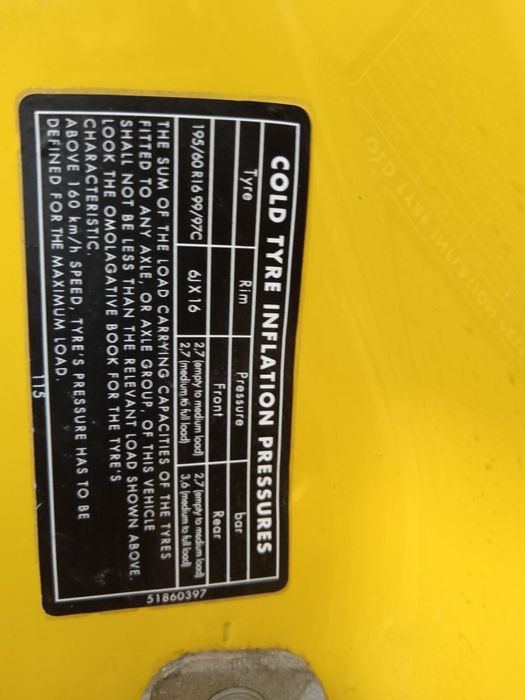 COLD TYRE INFLATION PRESSURES
Tyre Rim Pressure bar
Front Rear
195/60 R16 99/97C 6JX16 2,7 (empty to medium load) 2,7 (empty to medium load)
2,7 (medium to full load) 3,6 (medium to full load)
THE SUM OF THE LOAD CARRYING CAPACITIES OF THE TYRES
FITTED TO ANY AXLE, OR AXLE GROUP, OF THIS VEHICLE
SHALL NOT BE LESS THAN THE RELEVANT LOAD SHOWN ABOVE.
LOOK THE OMOLAGATIVE BOOK FOR THE TYRE'S
CHARACTERISTIC.
ABOVE 160 km/h SPEED, TYRE'S PRESSURE HAS TO BE
DEFINED FOR THE MAXIMUM LOAD.
115
51860397